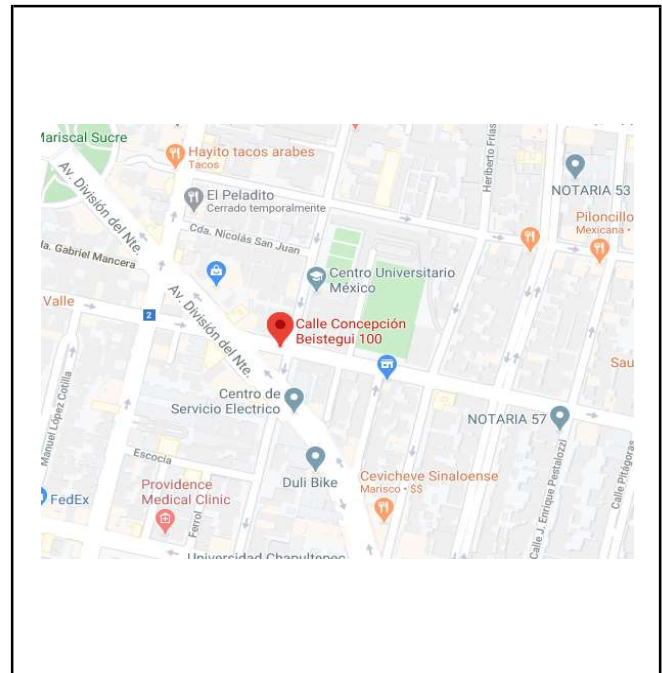 Mariscal Sucre
Hayito tacos arabes
Tacos
Heriberto Frías
NOTARIA 53
Av. División del Nte.
El Peladito
Cerrado temporalmente
Piloncillo
Mexicana •
Cda. Nicolás San Juan
da. Gabriel Mancera
Centro Universitario
México
Valle
2
Av. División del Nte.
Calle Concepción
Beistegui 100
Sau
Manuel López Cotilla
Centro de
Servicio Electrico
NOTARIA 57
Escocia
Duli Bike
Cevicheve Sinaloense
Marisco • $$
Calle J. Enrique Pestalozzi
Calle Pitágoras
Providence
Medical Clinic
FedEx
Ferrol
Universidad Chapultepec